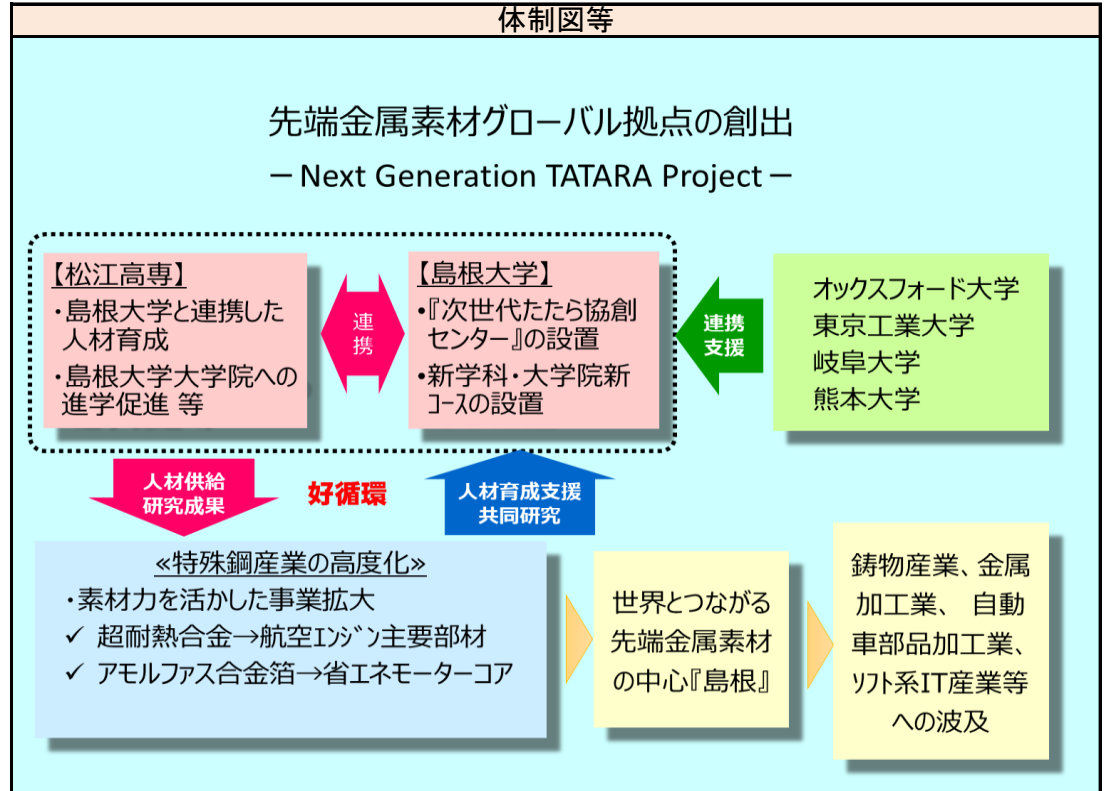 体制図等
先端金属素材グローバル拠点の創出
－Next Generation TATARA Project－
【松江高専】
・島根大学と連携した
人材育成
・島根大学大学院への
進学促進 等
連
携
【島根大学】
•『次世代たたら協創
センター』の設置
•新学科・大学院新
ｺｰｽの設置
連携
支援
オックスフォード大学
東京工業大学
岐阜大学
熊本大学
人材供給
研究成果
好循環
人材育成支援
共同研究
≪特殊鋼産業の高度化≫
・素材力を活かした事業拡大
✓ 超耐熱合金→航空ｴﾝｼﾞﾝ主要部材
✓ アモルファス合金箔→省エネモーターコア
世界とつながる
先端金属素材
の中心『島根』
鋳物産業、金属
加工業、 自動
車部品加工業、
ｿﾌﾄ系IT産業等
への波及